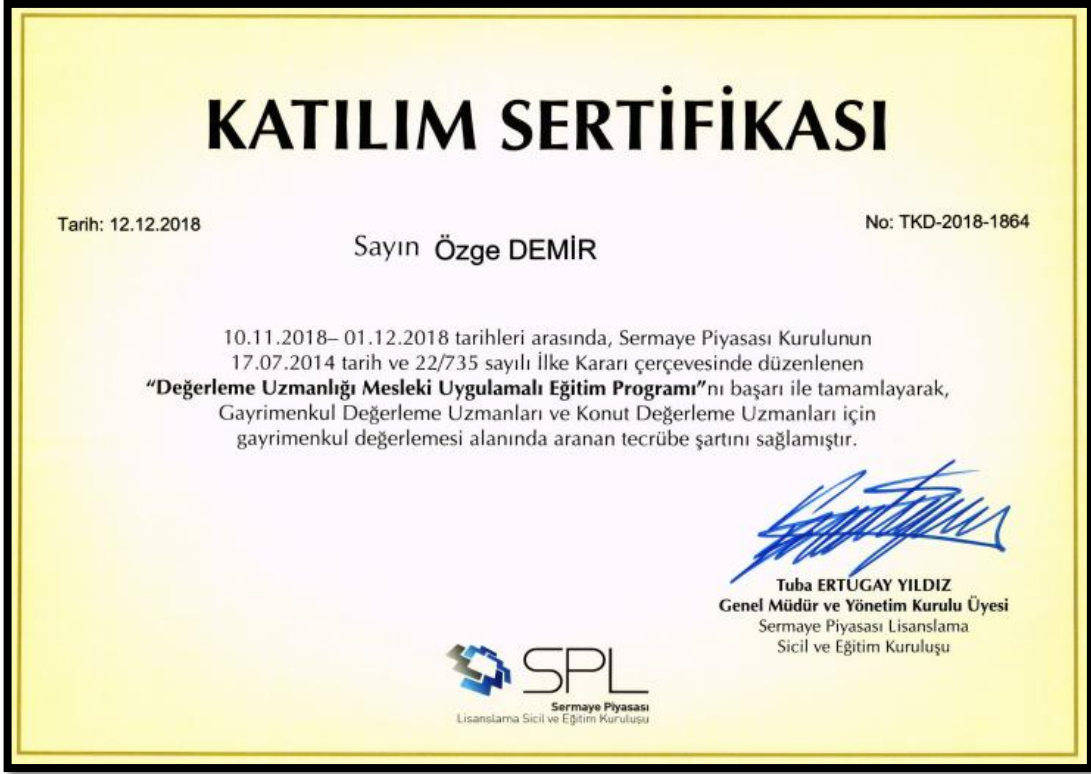 KATILIM SERTİFİKASI
Tarih: 12.12.2018
No: TKD-2018-1864
Sayın Özge DEMİR
10.11.2018– 01.12.2018 tarihleri arasında, Sermaye Piyasası Kurulunun
17.07.2014 tarih ve 22/735 sayılı İlke Kararı çerçevesinde düzenlenen
“Değerleme Uzmanlığı Mesleki Uygulamalı Eğitim Programı”nı başarı ile tamamlayarak,
Gayrimenkul Değerleme Uzmanları ve Konut Değerleme Uzmanları için
gayrimenkul değerlemesi alanında aranan tecrübe şartını sağlamıştır.
Tuba ERTUGAY YILDIZ
Genel Müdür ve Yönetim Kurulu Üyesi
Sermaye Piyasası Lisanslama
Sicil ve Eğitim Kuruluşu
SPL
Sermaye Piyasası
Lisanslama Sicil ve Eğitim Kuruluşu